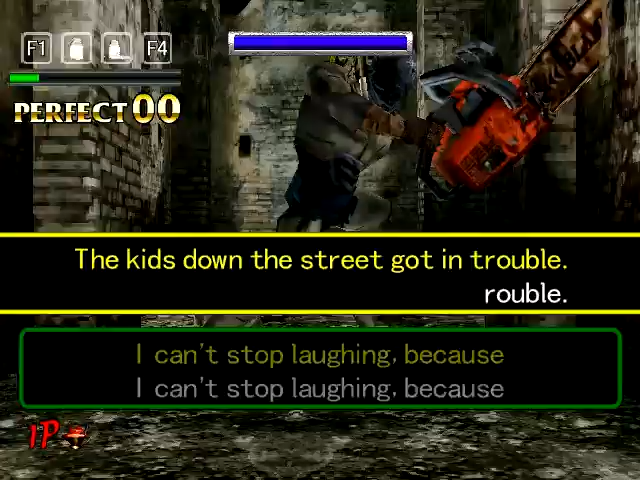 F1 F4
PERFECT 00
The kids down the street got in trouble.
rouble.
I can't stop laughing, because
I can't stop laughing, because
1P